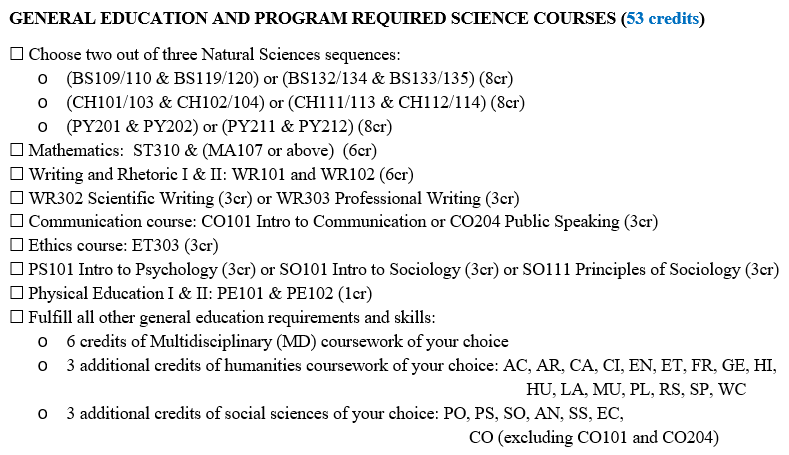 GENERAL EDUCATION AND PROGRAM REQUIRED SCIENCE COURSES (53 credits)
☐ Choose two out of three Natural Sciences sequences:
o (BS109/110 & BS119/120) or (BS132/134 & BS133/135) (8cr)
o (CH101/103 & CH102/104) or (CH111/113 & CH112/114) (8cr)
o (PY201 & PY202) or (PY211 & PY212) (8cr)
☐ Mathematics: ST310 & (MA107 or above) (6cr)
☐ Writing and Rhetoric I & II: WR101 and WR102 (6cr)
☐ WR302 Scientific Writing (3cr) or WR303 Professional Writing (3cr)
☐ Communication course: CO101 Intro to Communication or CO204 Public Speaking (3cr)
☐ Ethics course: ET303 (3cr)
☐ PS101 Intro to Psychology (3cr) or SO101 Intro to Sociology (3cr) or SO111 Principles of Sociology (3cr)
☐ Physical Education I & II: PE101 & PE102 (1cr)
☐ Fulfill all other general education requirements and skills:
o 6 credits of Multidisciplinary (MD) coursework of your choice
o 3 additional credits of humanities coursework of your choice: AC, AR, CA, CI, EN, ET, FR, GE, HI,
HU, LA, MU, PL, RS, SP, WC
o 3 additional credits of social sciences of your choice: PO, PS, SO, AN, SS, EC,
CO (excluding CO101 and CO204)